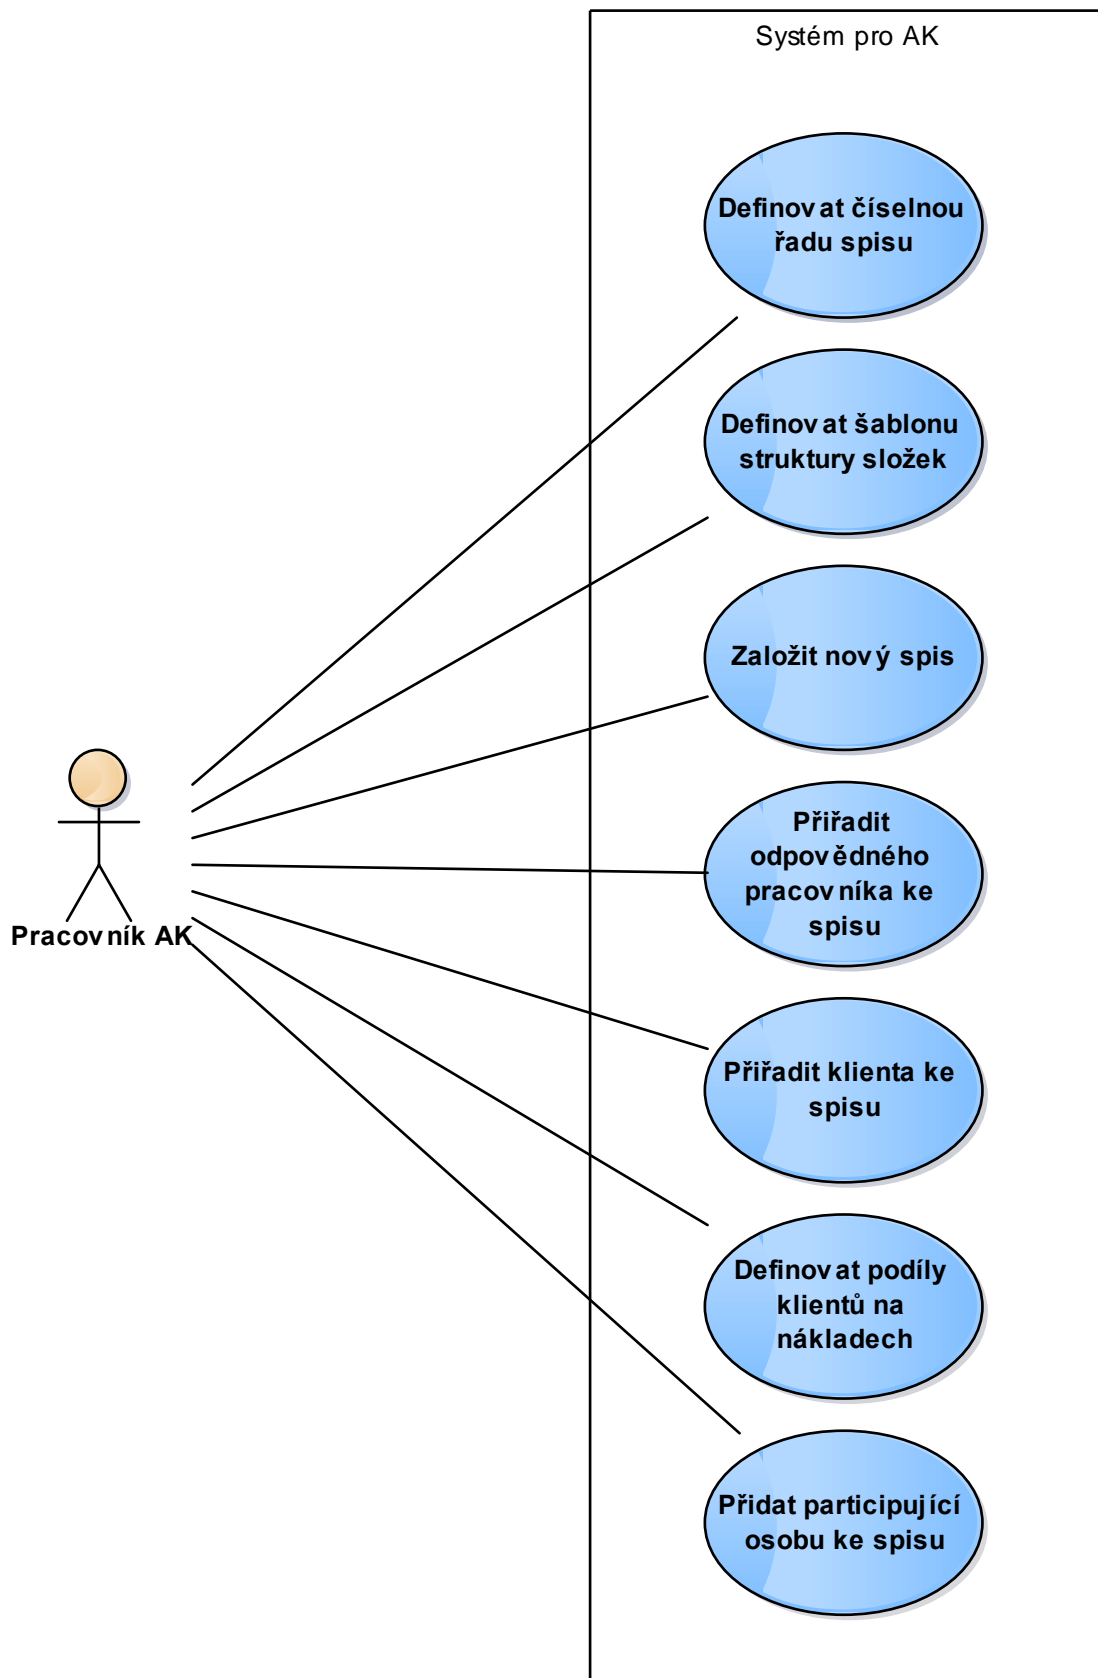 Systém pro AK
Definovat číselnou
řadu spisu
Definovat šablonu
struktury složek
Založit nový spis
Přiřadit
odpovědného
pracovníka ke
spisu
Pracovník AK
Přiřadit klienta ke
spisu
Definovat podíly
klientů na
nákladech
Přidat participující
osobu ke spisu